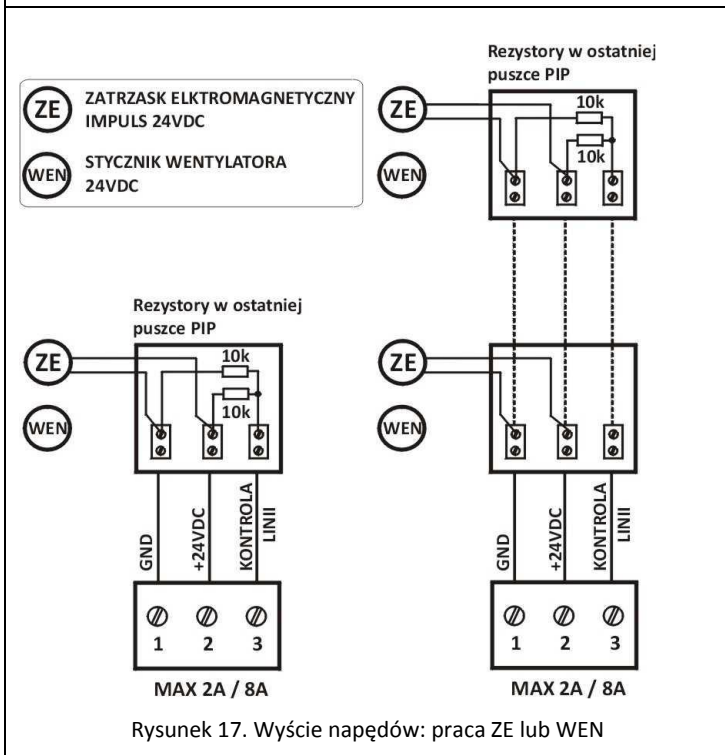 ZE ZATRZASK ELKTROMAGNETYCZNY
IMPULS 24VDC
WEN STYCZNIK WENTYLATORA
24VDC
Rezystory w ostatniej
puszce PIP
ZE
10k
10k
WEN
Rezystory w ostatniej
puszce PIP
ZE
10k
10k
WEN
GND
+24VDC
KONTROLA
LINII
1 2 3
MAX 2A / 8A
ZE
WEN
GND
+24VDC
KONTROLA
LINII
1 2 3
MAX 2A / 8A
Rysunek 17. Wyście napędów: praca ZE lub WEN